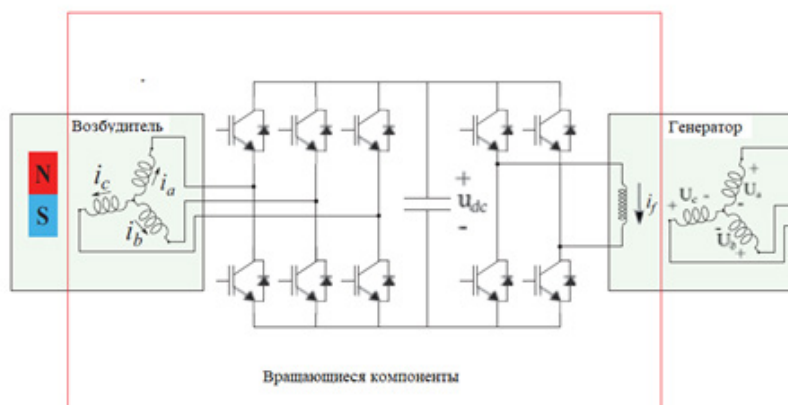 Возбудитель
Генератор
N
S
i_c
i_a
i_b
+
u_dc
-
i_f
+
U_c
-
+
U_a
-
-
U_b
+
Вращающиеся компоненты